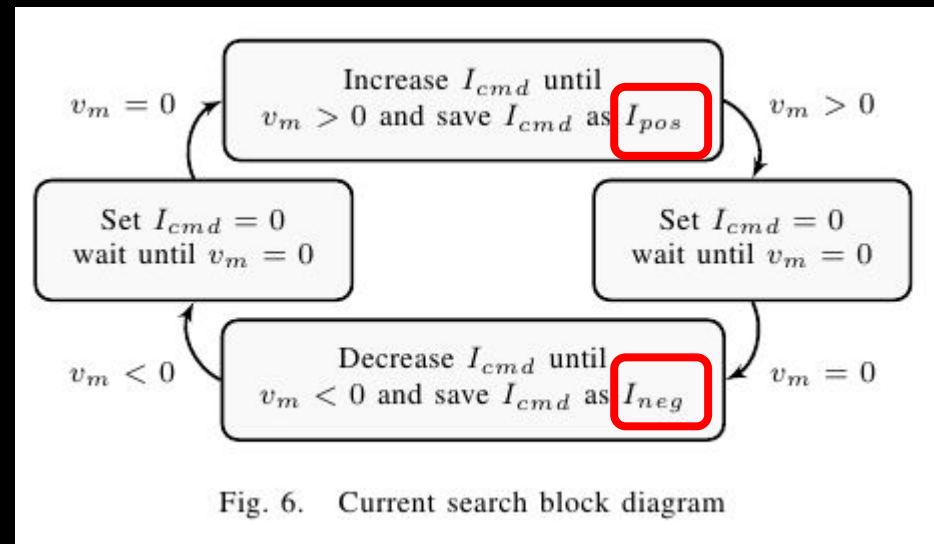 Increase I_cmd until
v_m = 0
v_m > 0 and save I_cmd as I_pos
v_m > 0
Set I_cmd = 0
wait until v_m = 0
Set I_cmd = 0
wait until v_m = 0
Decrease I_cmd until
v_m < 0
v_m < 0 and save I_cmd as I_neg
v_m = 0
Fig. 6. Current search block diagram